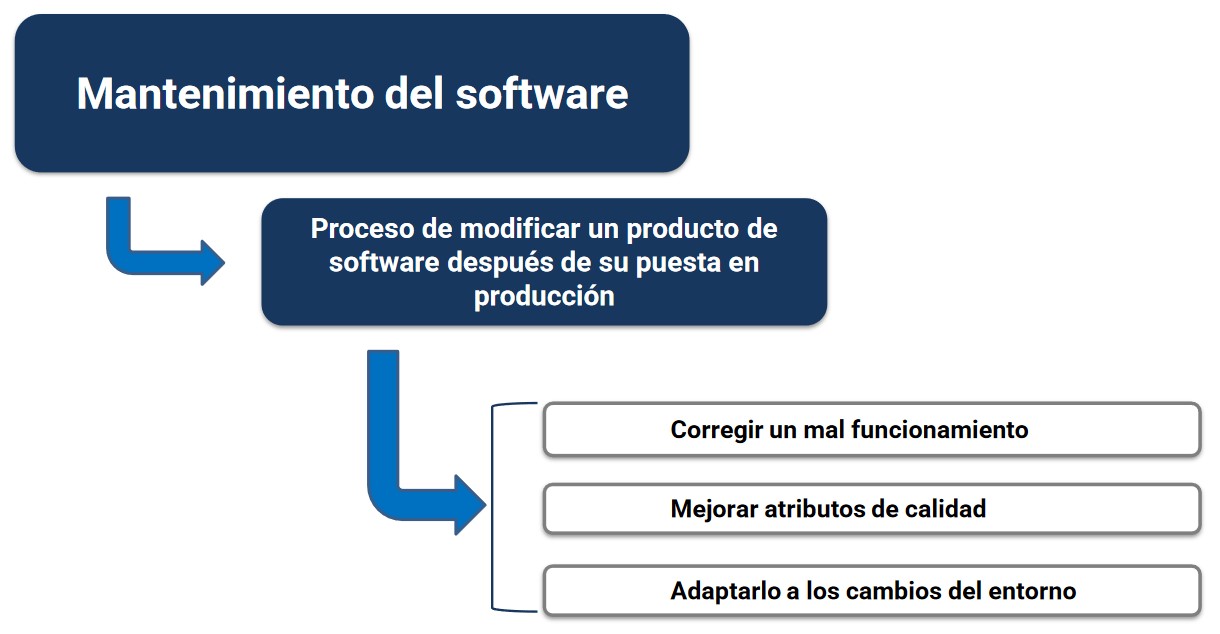 Mantenimiento del software
Proceso de modificar un producto de
software después de su puesta en
producción
Corregir un mal funcionamiento
Mejorar atributos de calidad
Adaptarlo a los cambios del entorno